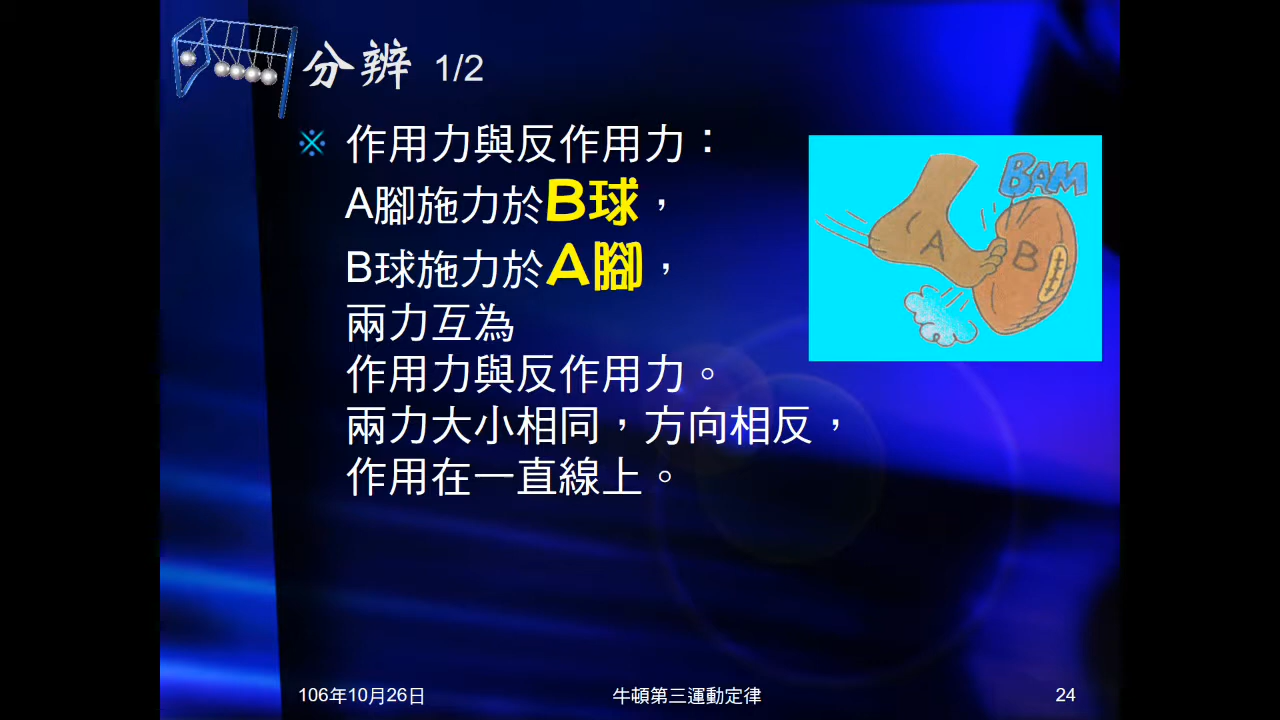 分辨 1/2
※ 作用力與反作用力：
A腳施力於B球，
B球施力於A腳，
兩力互為
作用力與反作用力。
兩力大小相同，方向相反，
作用在一直線上。
BAM
A
B
106年10月26日
牛頓第三運動定律
24